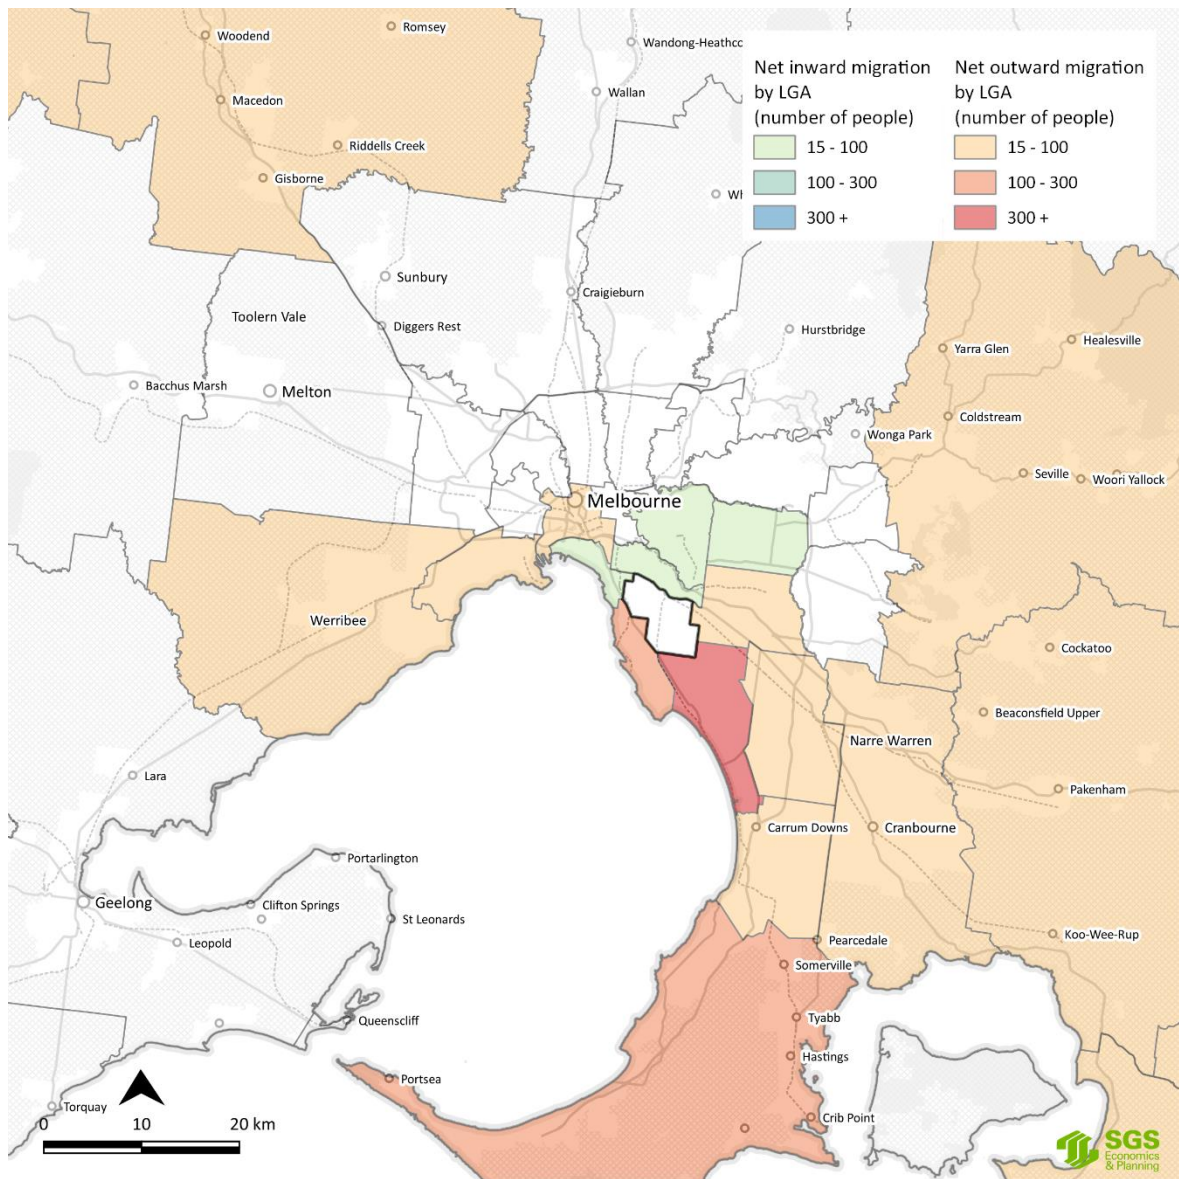 Woodend
Romsey
Wandong-Heathcc
Macedon
Wallan
Riddells Creek
Gisborne
Wh
Net inward migration
by LGA
(number of people)
15 - 100
100 - 300
300 +
Net outward migration
by LGA
(number of people)
15 - 100
100 - 300
300 +
Sunbury
Craigieburn
Toolern Vale
Diggers Rest
Hurstbridge
Healesville
Yarra Glen
Bacchus Marsh
Melton
Coldstream
Wonga Park
Seville
Woori Yallock
Melbourne
Werribee
Cockatoo
Beaconsfield Upper
Narre Warren
Lara
Pakenham
Carrum Downs
Cranbourne
Portarlington
Geelong
Clifton Springs
St Leonards
Leopold
Pearcedale
Koo-Wee-Rup
Somerville
Queenscliff
Tyabb
Hastings
Portsea
Torquay
Crib Point
0 10 20 km
SGS
Economics
& Planning